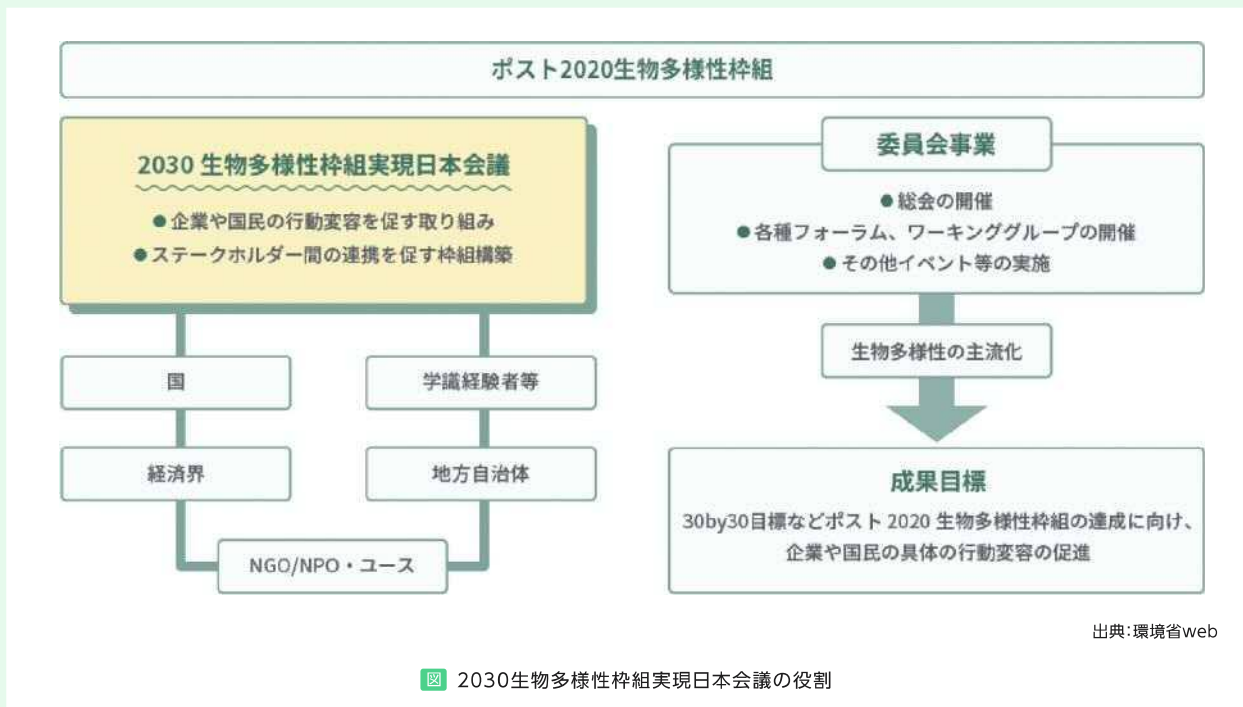 ポスト2020生物多様性枠組
2030 生物多様性枠組実現日本会議
●企業や国民の行動変容を促す取り組み
●ステークホルダー間の連携を促す枠組構築
国
学識経験者等
経済界
地方自治体
NGO/NPO・ユース
委員会事業
●総会の開催
●各種フォーラム、ワーキンググループの開催
●その他イベント等の実施
生物多様性の主流化
成果目標
30by30目標などポスト 2020 生物多様性枠組の達成に向け、
企業や国民の具体の行動変容の促進
出典:環境省web
図 2030生物多様性枠組実現日本会議の役割